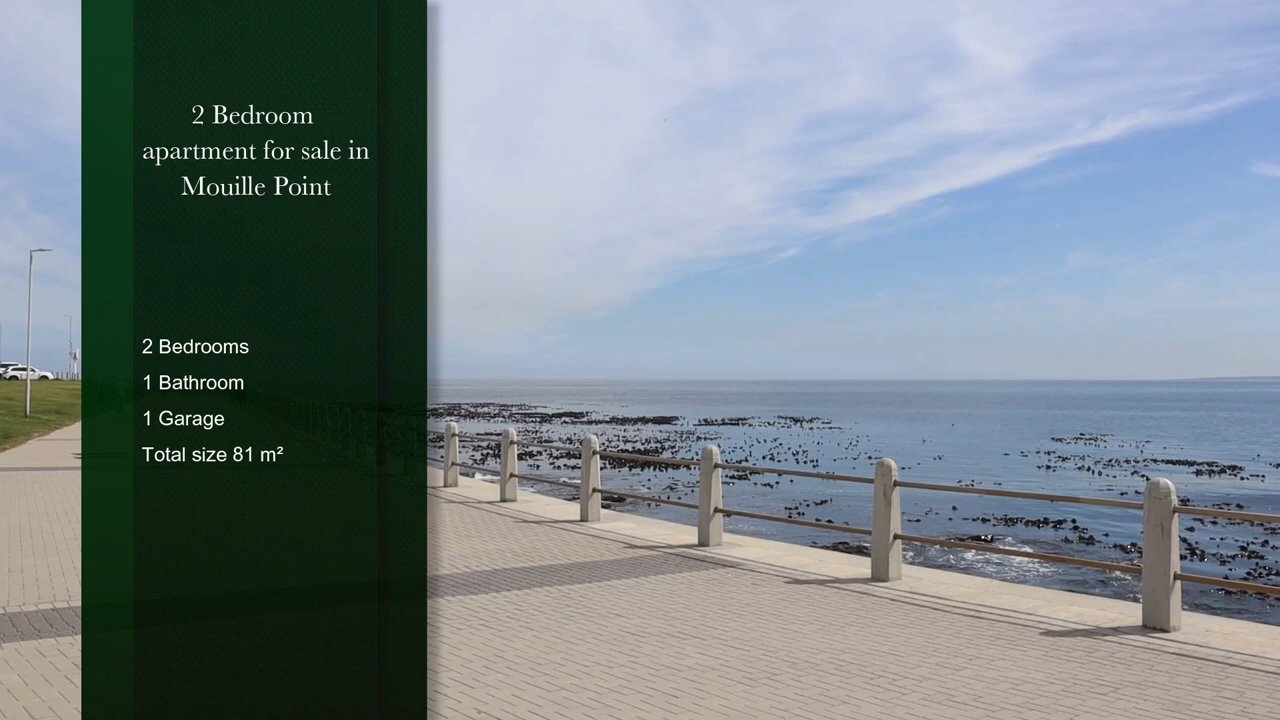 2 Bedroom
apartment for sale in
Mouille Point
2 Bedrooms
1 Bathroom
1 Garage
Total size 81 m²